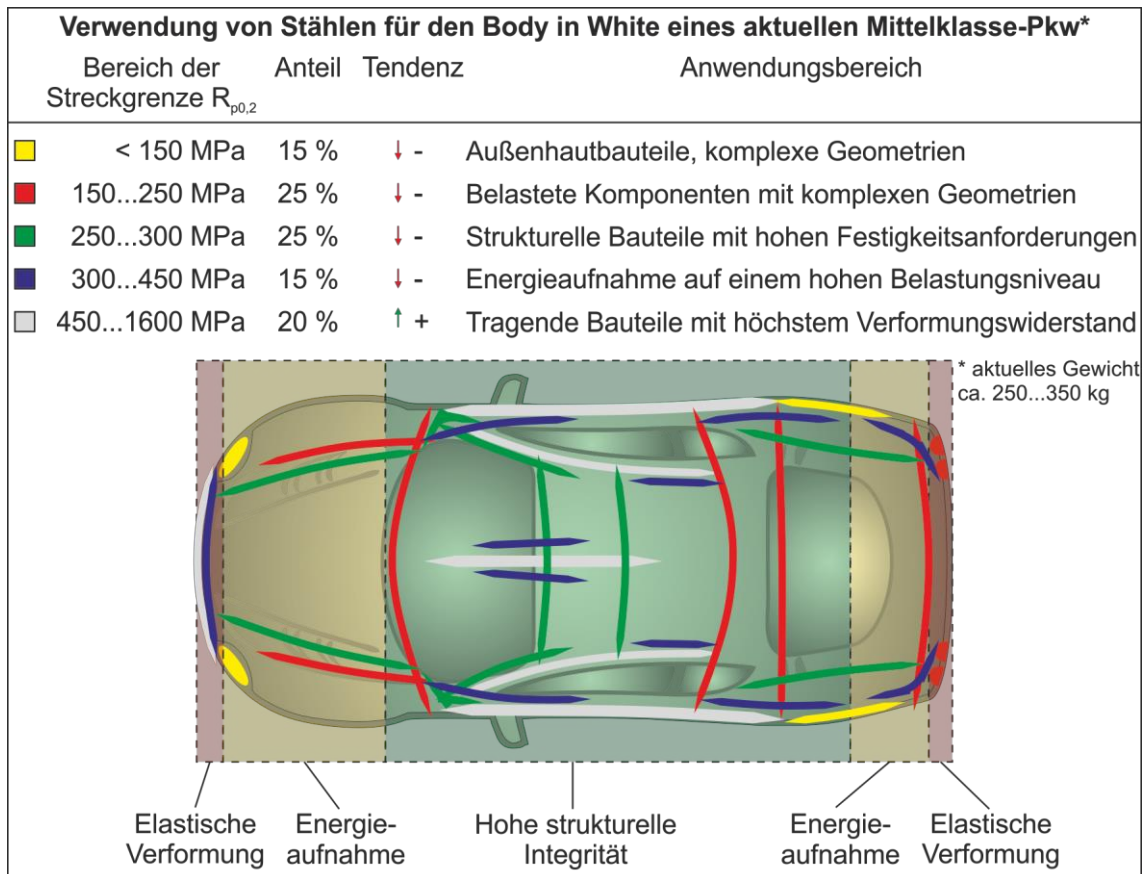 Verwendung von Stählen für den Body in White eines aktuellen Mittelklasse-Pkw*
Bereich der Streckgrenze Rp0,2 Anteil Tendenz Anwendungsbereich
< 150 MPa 15 % ↓ - Außenhautbauteile, komplexe Geometrien
150...250 MPa 25 % ↓ - Belastete Komponenten mit komplexen Geometrien
250...300 MPa 25 % ↓ - Strukturelle Bauteile mit hohen Festigkeitsanforderungen
300...450 MPa 15 % ↓ - Energieaufnahme auf einem hohen Belastungsniveau
450...1600 MPa 20 % ↑ + Tragende Bauteile mit höchstem Verformungswiderstand
* aktuelles Gewicht
ca. 250...350 kg
Elastische
Verformung
Energie-
aufnahme
Hohe strukturelle
Integrität
Energie-
aufnahme
Elastische
Verformung